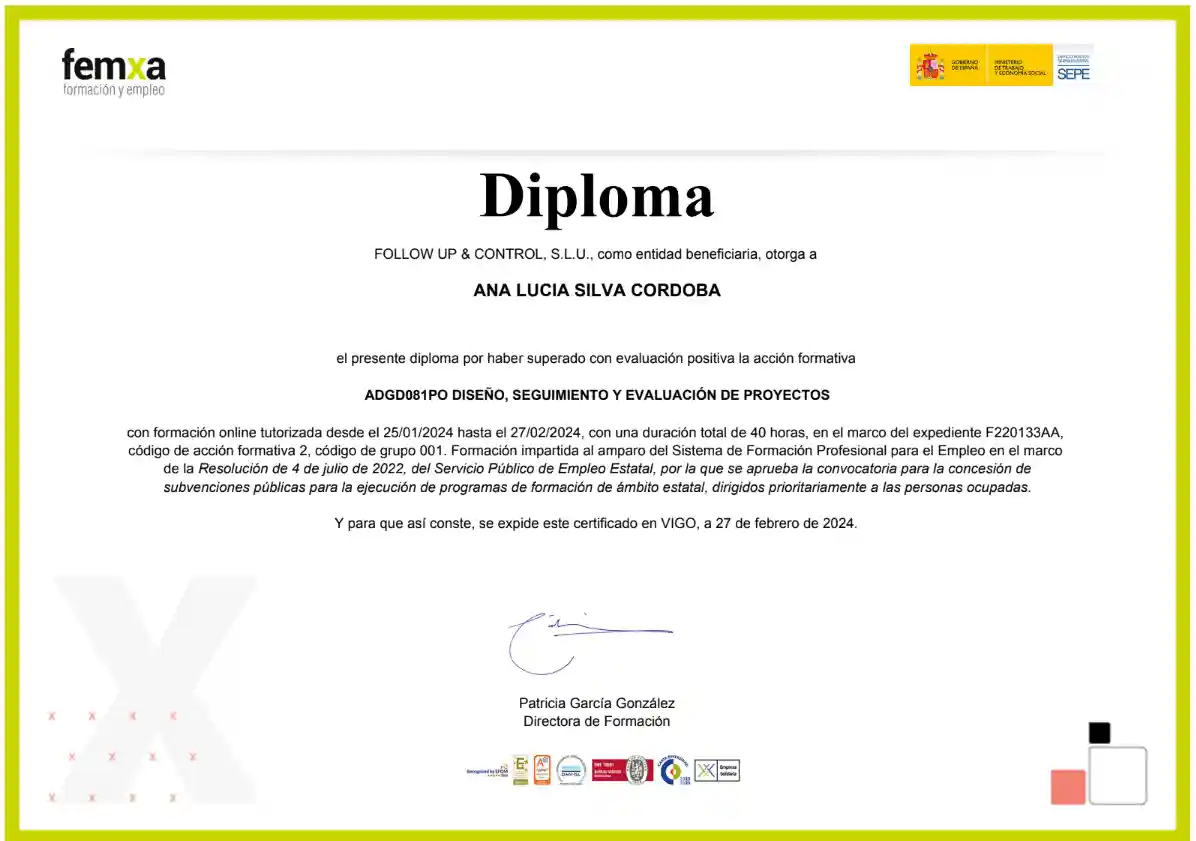 femxa
formación y empleo
GOBIERNO
DE ESPAÑA
MINISTERIO
DE TRABAJO
Y ECONOMÍA SOCIAL
SEPE
Diploma
FOLLOW UP & CONTROL, S.L.U., como entidad beneficiaria, otorga a
ANA LUCIA SILVA CORDOBA
el presente diploma por haber superado con evaluación positiva la acción formativa
ADGD081PO DISEÑO, SEGUIMIENTO Y EVALUACIÓN DE PROYECTOS
con formación online tutorizada desde el 25/01/2024 hasta el 27/02/2024, con una duración total de 40 horas, en el marco del expediente F220133AA,
código de acción formativa 2, código de grupo 001. Formación impartida al amparo del Sistema de Formación Profesional para el Empleo en el marco
de la Resolución de 4 de julio de 2022, del Servicio Público de Empleo Estatal, por la que se aprueba la convocatoria para la concesión de
subvenciones públicas para la ejecución de programas de formación de ámbito estatal, dirigidos prioritariamente a las personas ocupadas.
Y para que así conste, se expide este certificado en VIGO, a 27 de febrero de 2024.
Patricia García González
Directora de Formación
Recognised by EFQM
Empresa
Solidaria